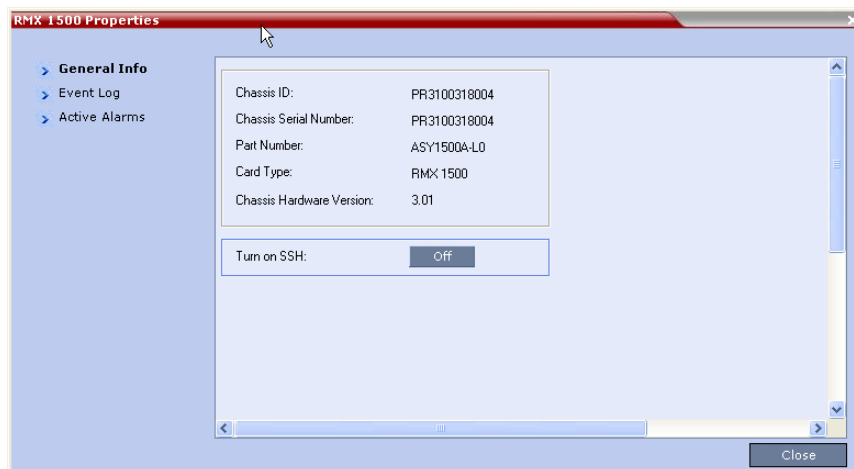 RMX 1500 Properties
General Info
Event Log
Active Alarms
Chassis ID: PR3100318004
Chassis Serial Number: PR3100318004
Part Number: ASY1500A-L0
Card Type: RMX 1500
Chassis Hardware Version: 3.01
Turn on SSH: Off
Close